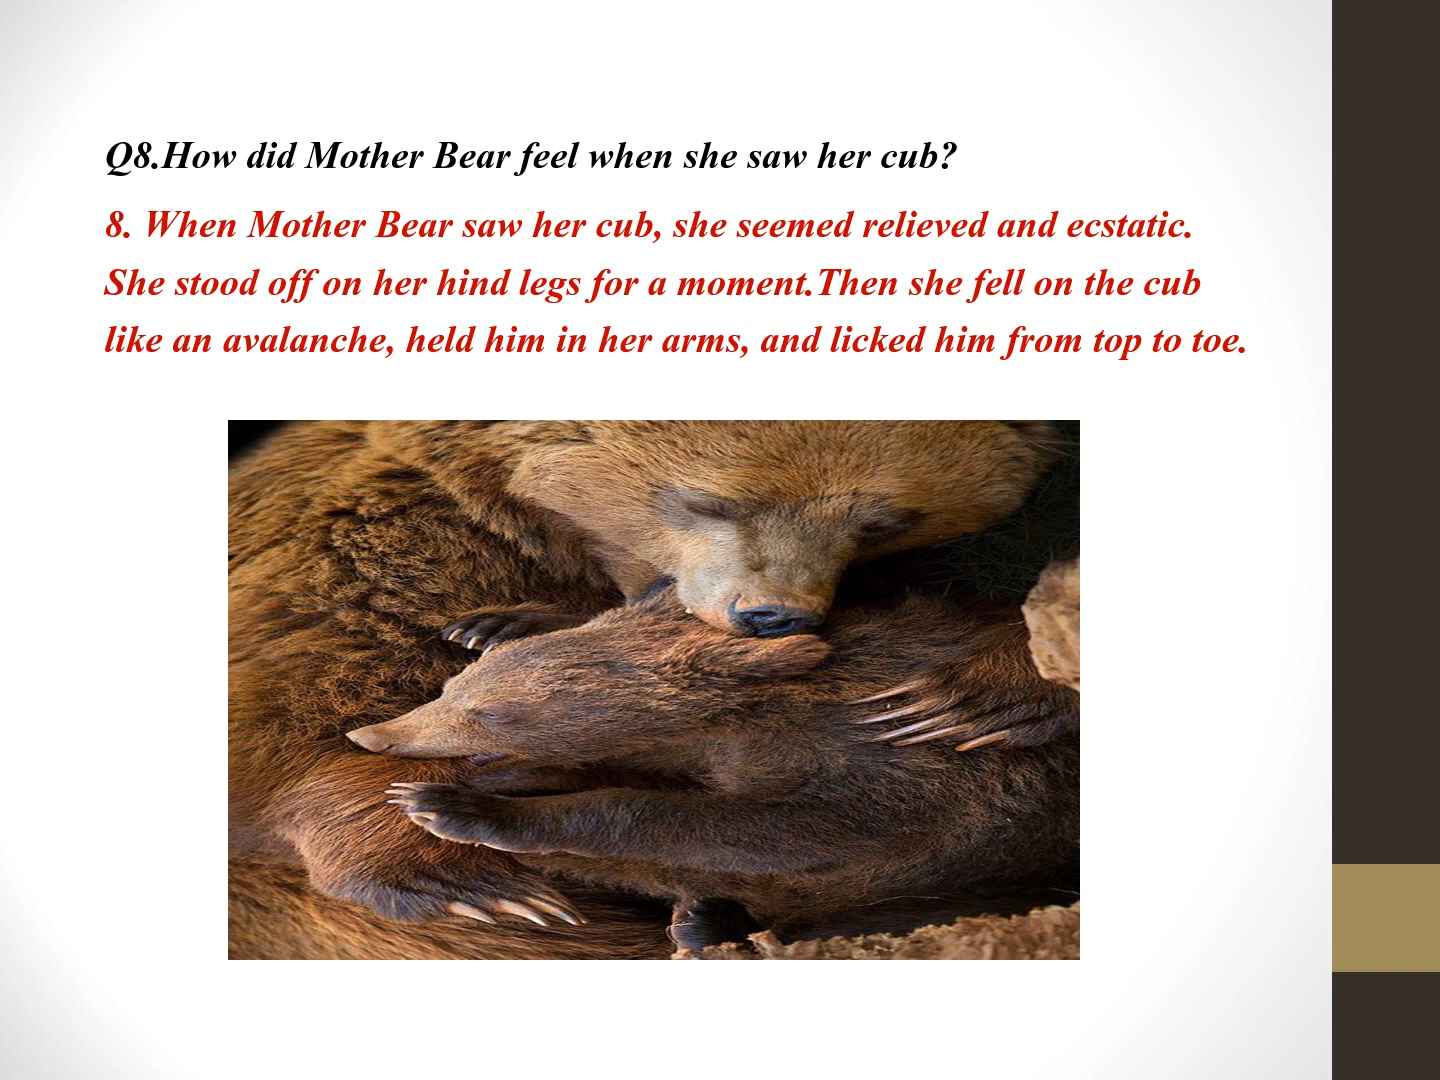 Q8.How did Mother Bear feel when she saw her cub?
8. When Mother Bear saw her cub, she seemed relieved and ecstatic.
She stood off on her hind legs for a moment.Then she fell on the cub
like an avalanche, held him in her arms, and licked him from top to toe.